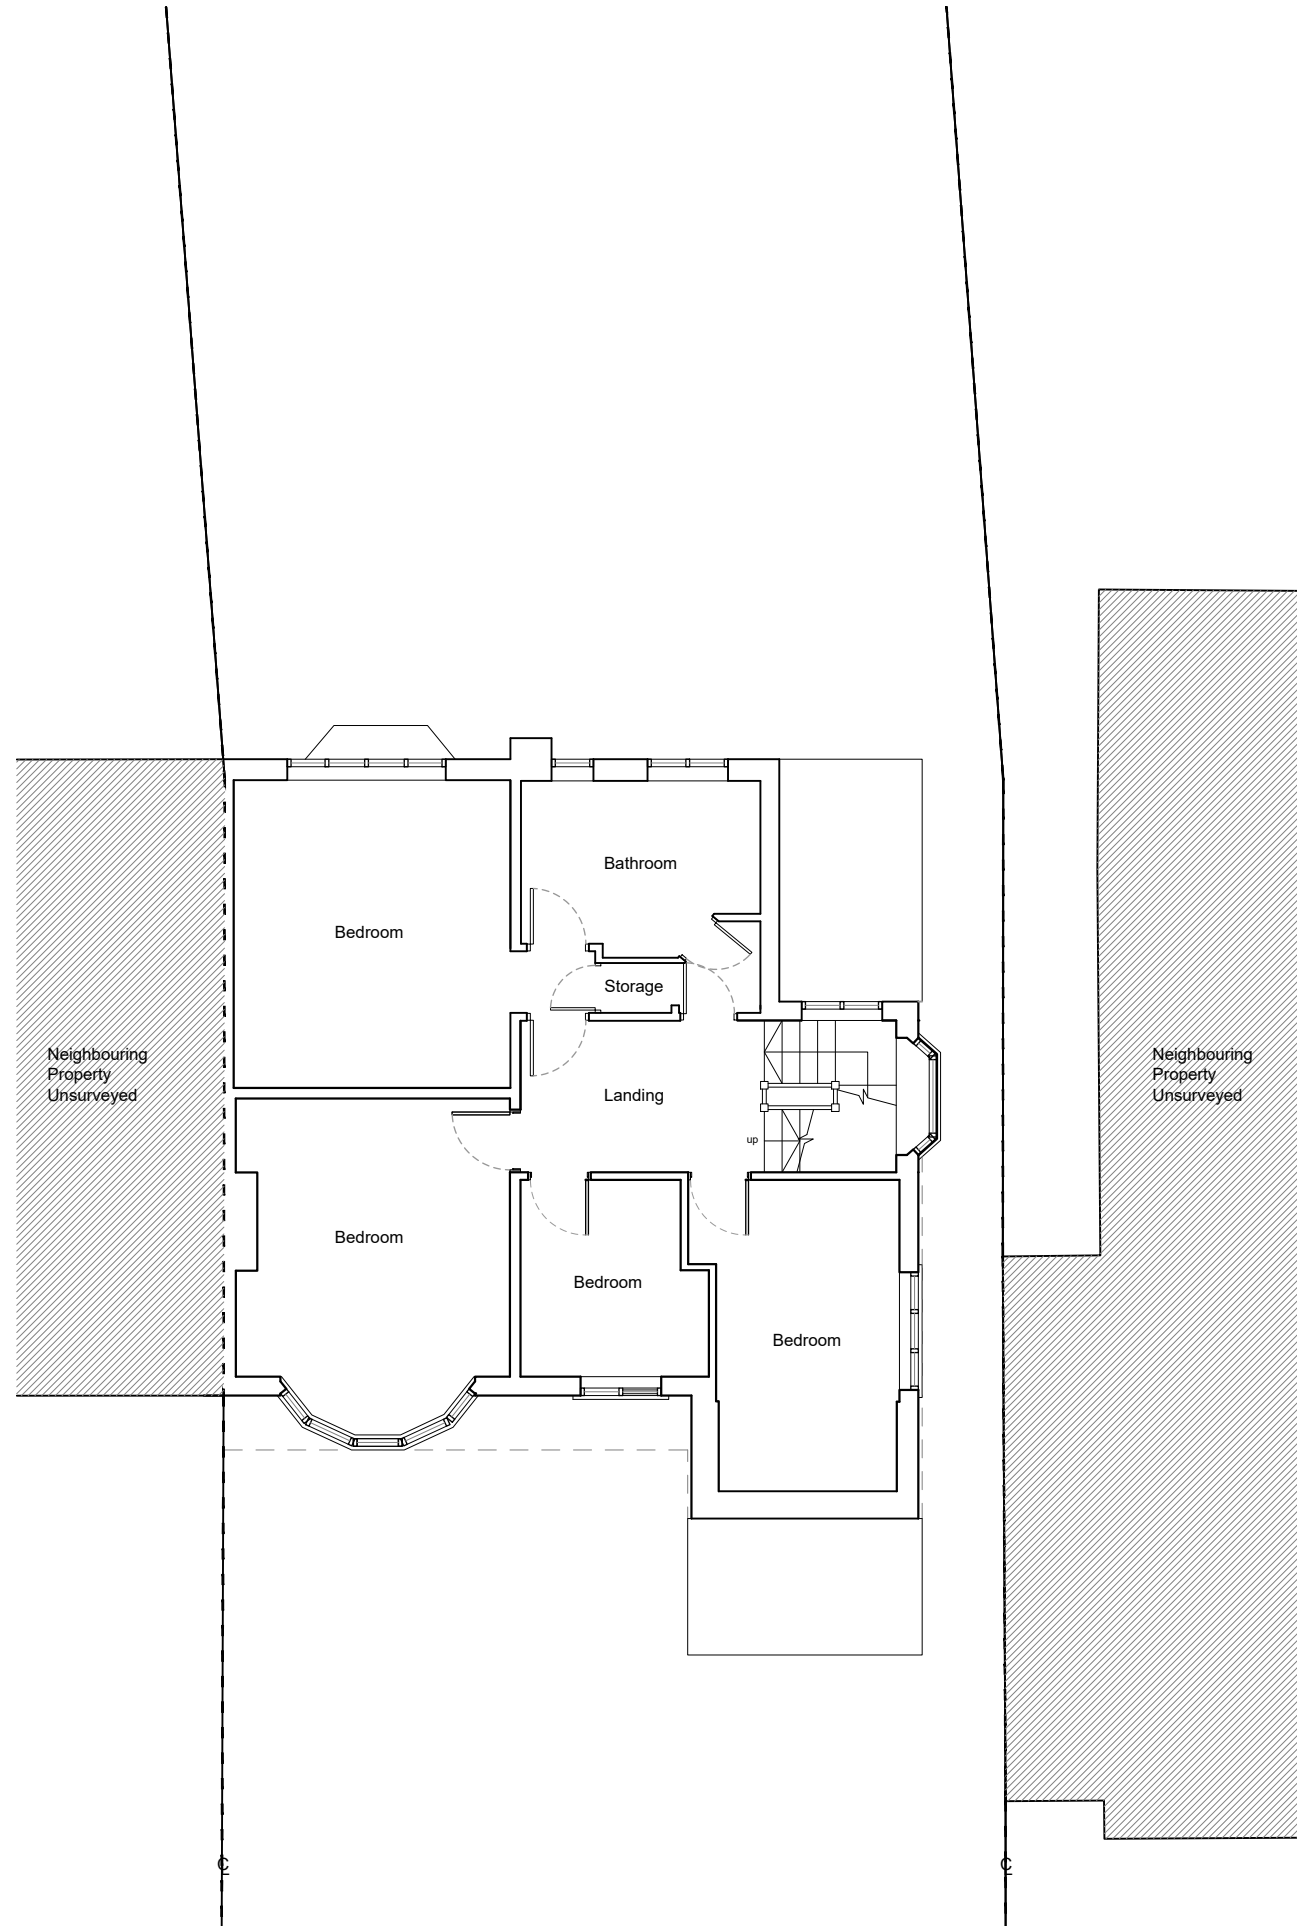 Bathroom
Bedroom
Storage
Neighbouring
Property
Unsurveyed
Landing
Neighbouring
Property
Unsurveyed
up
Bedroom
Bedroom
Bedroom
℄
℄